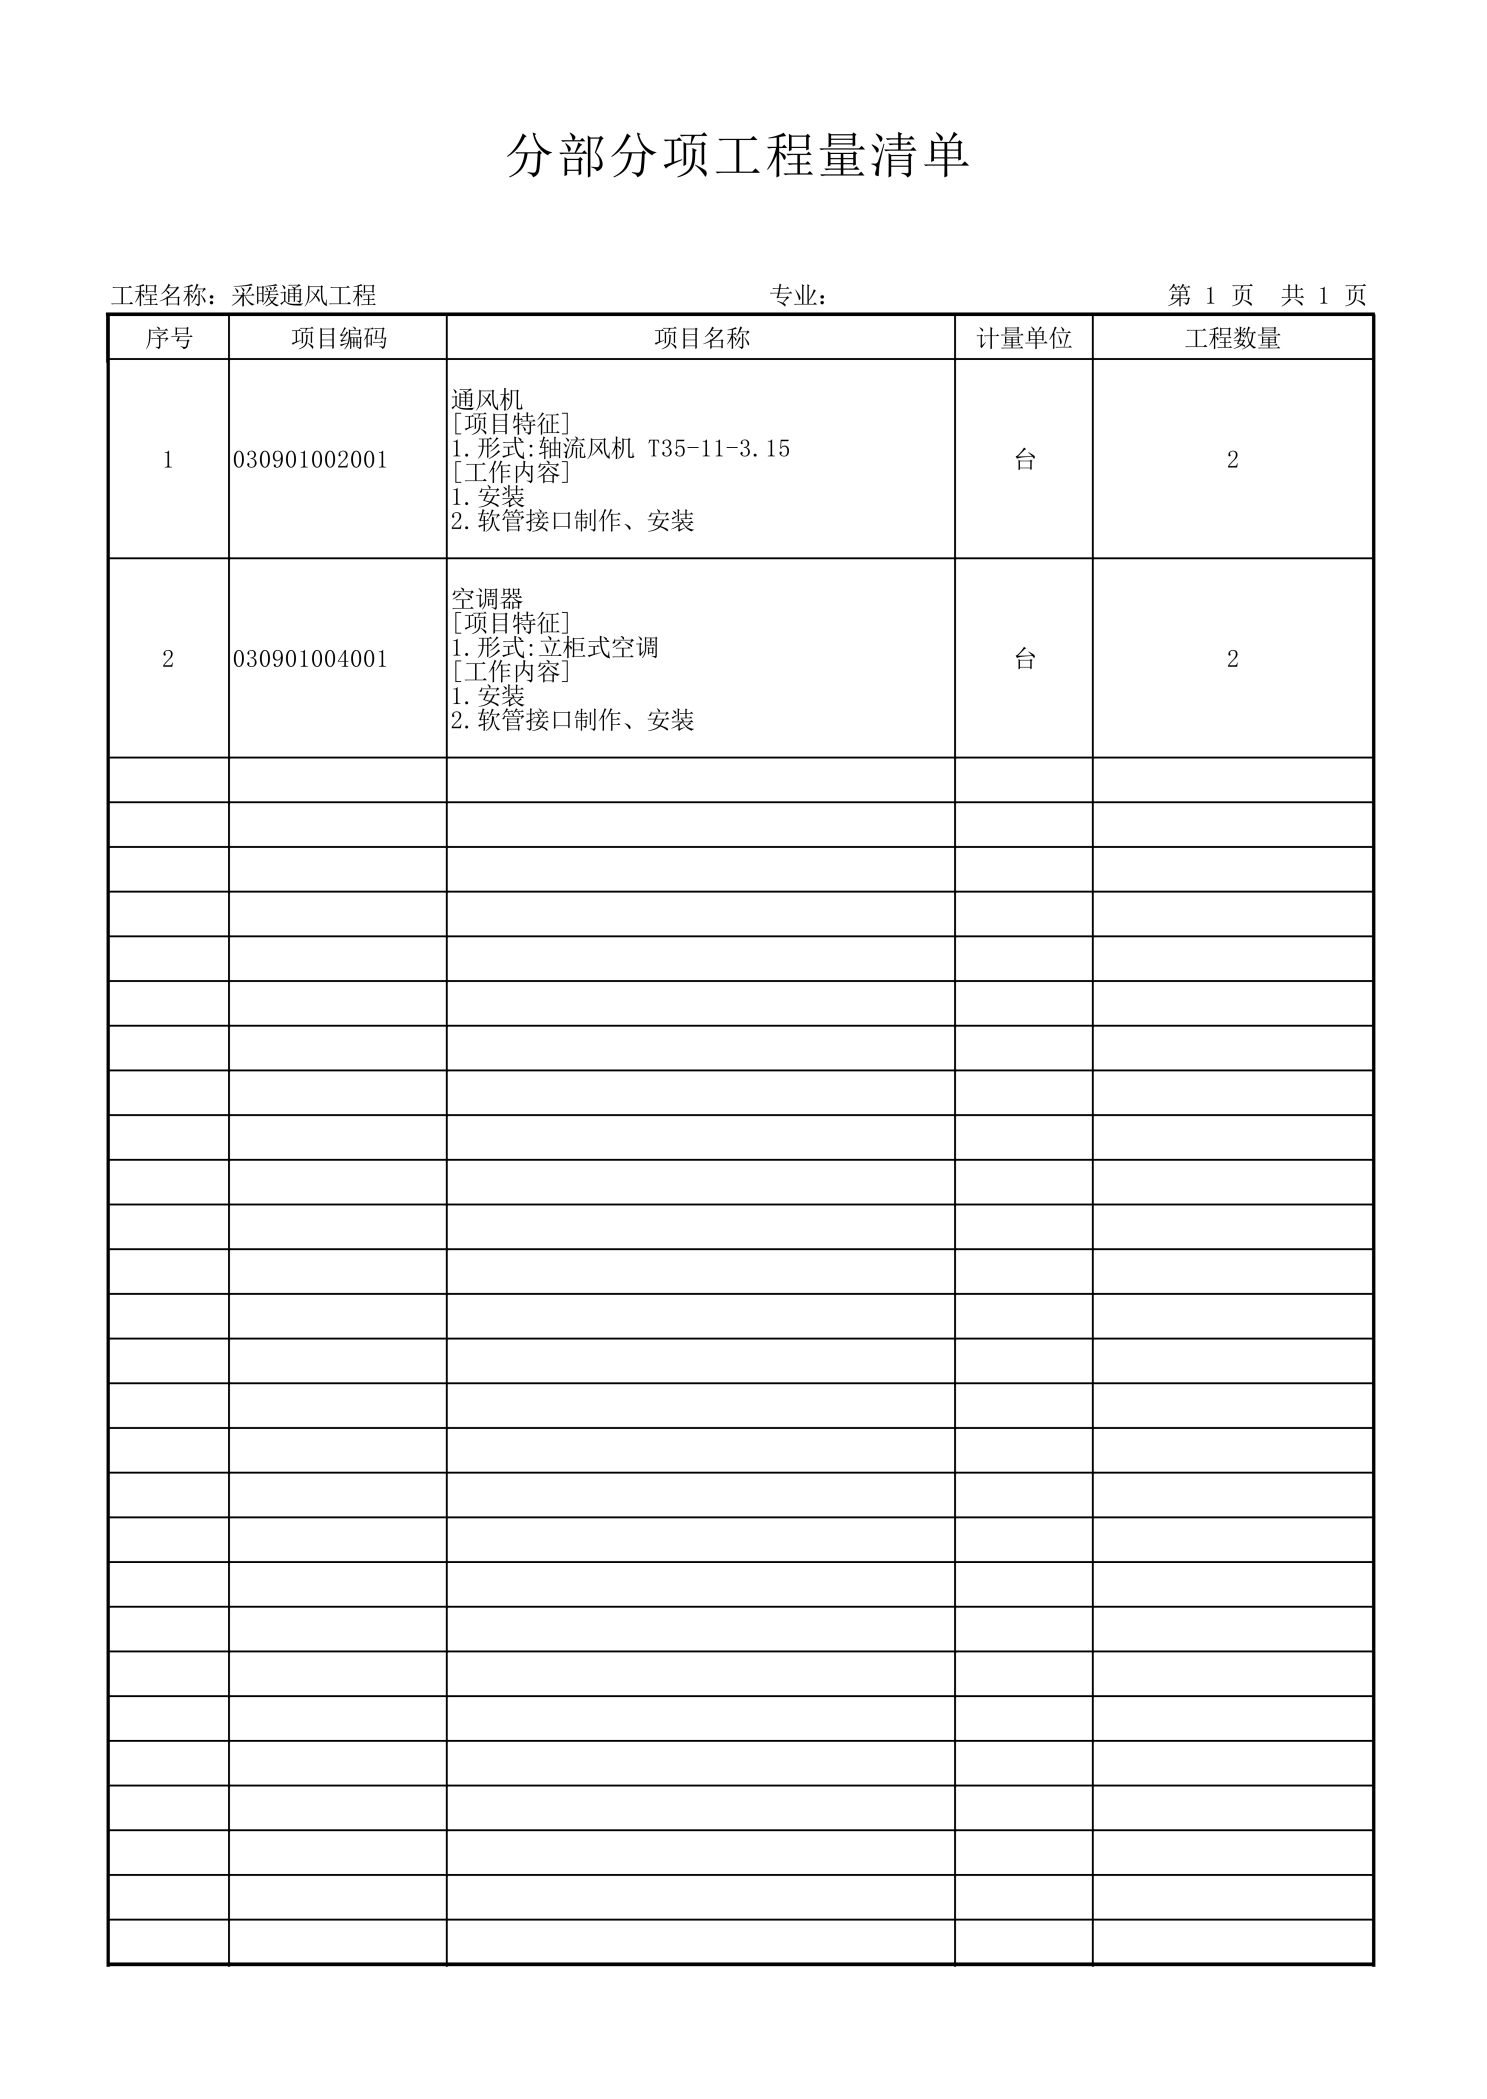 分部分项工程量清单
工程名称：采暖通风工程 专业： 第 1 页 共 1 页
序号 项目编码 项目名称 计量单位 工程数量
1 030901002001 台 2
通风机
[项目特征]
1.形式:轴流风机 T35-11-3.15
[工作内容]
1.安装
2.软管接口制作、安装
2 030901004001 台 2
空调器
[项目特征]
1.形式:立柜式空调
[工作内容]
1.安装
2.软管接口制作、安装